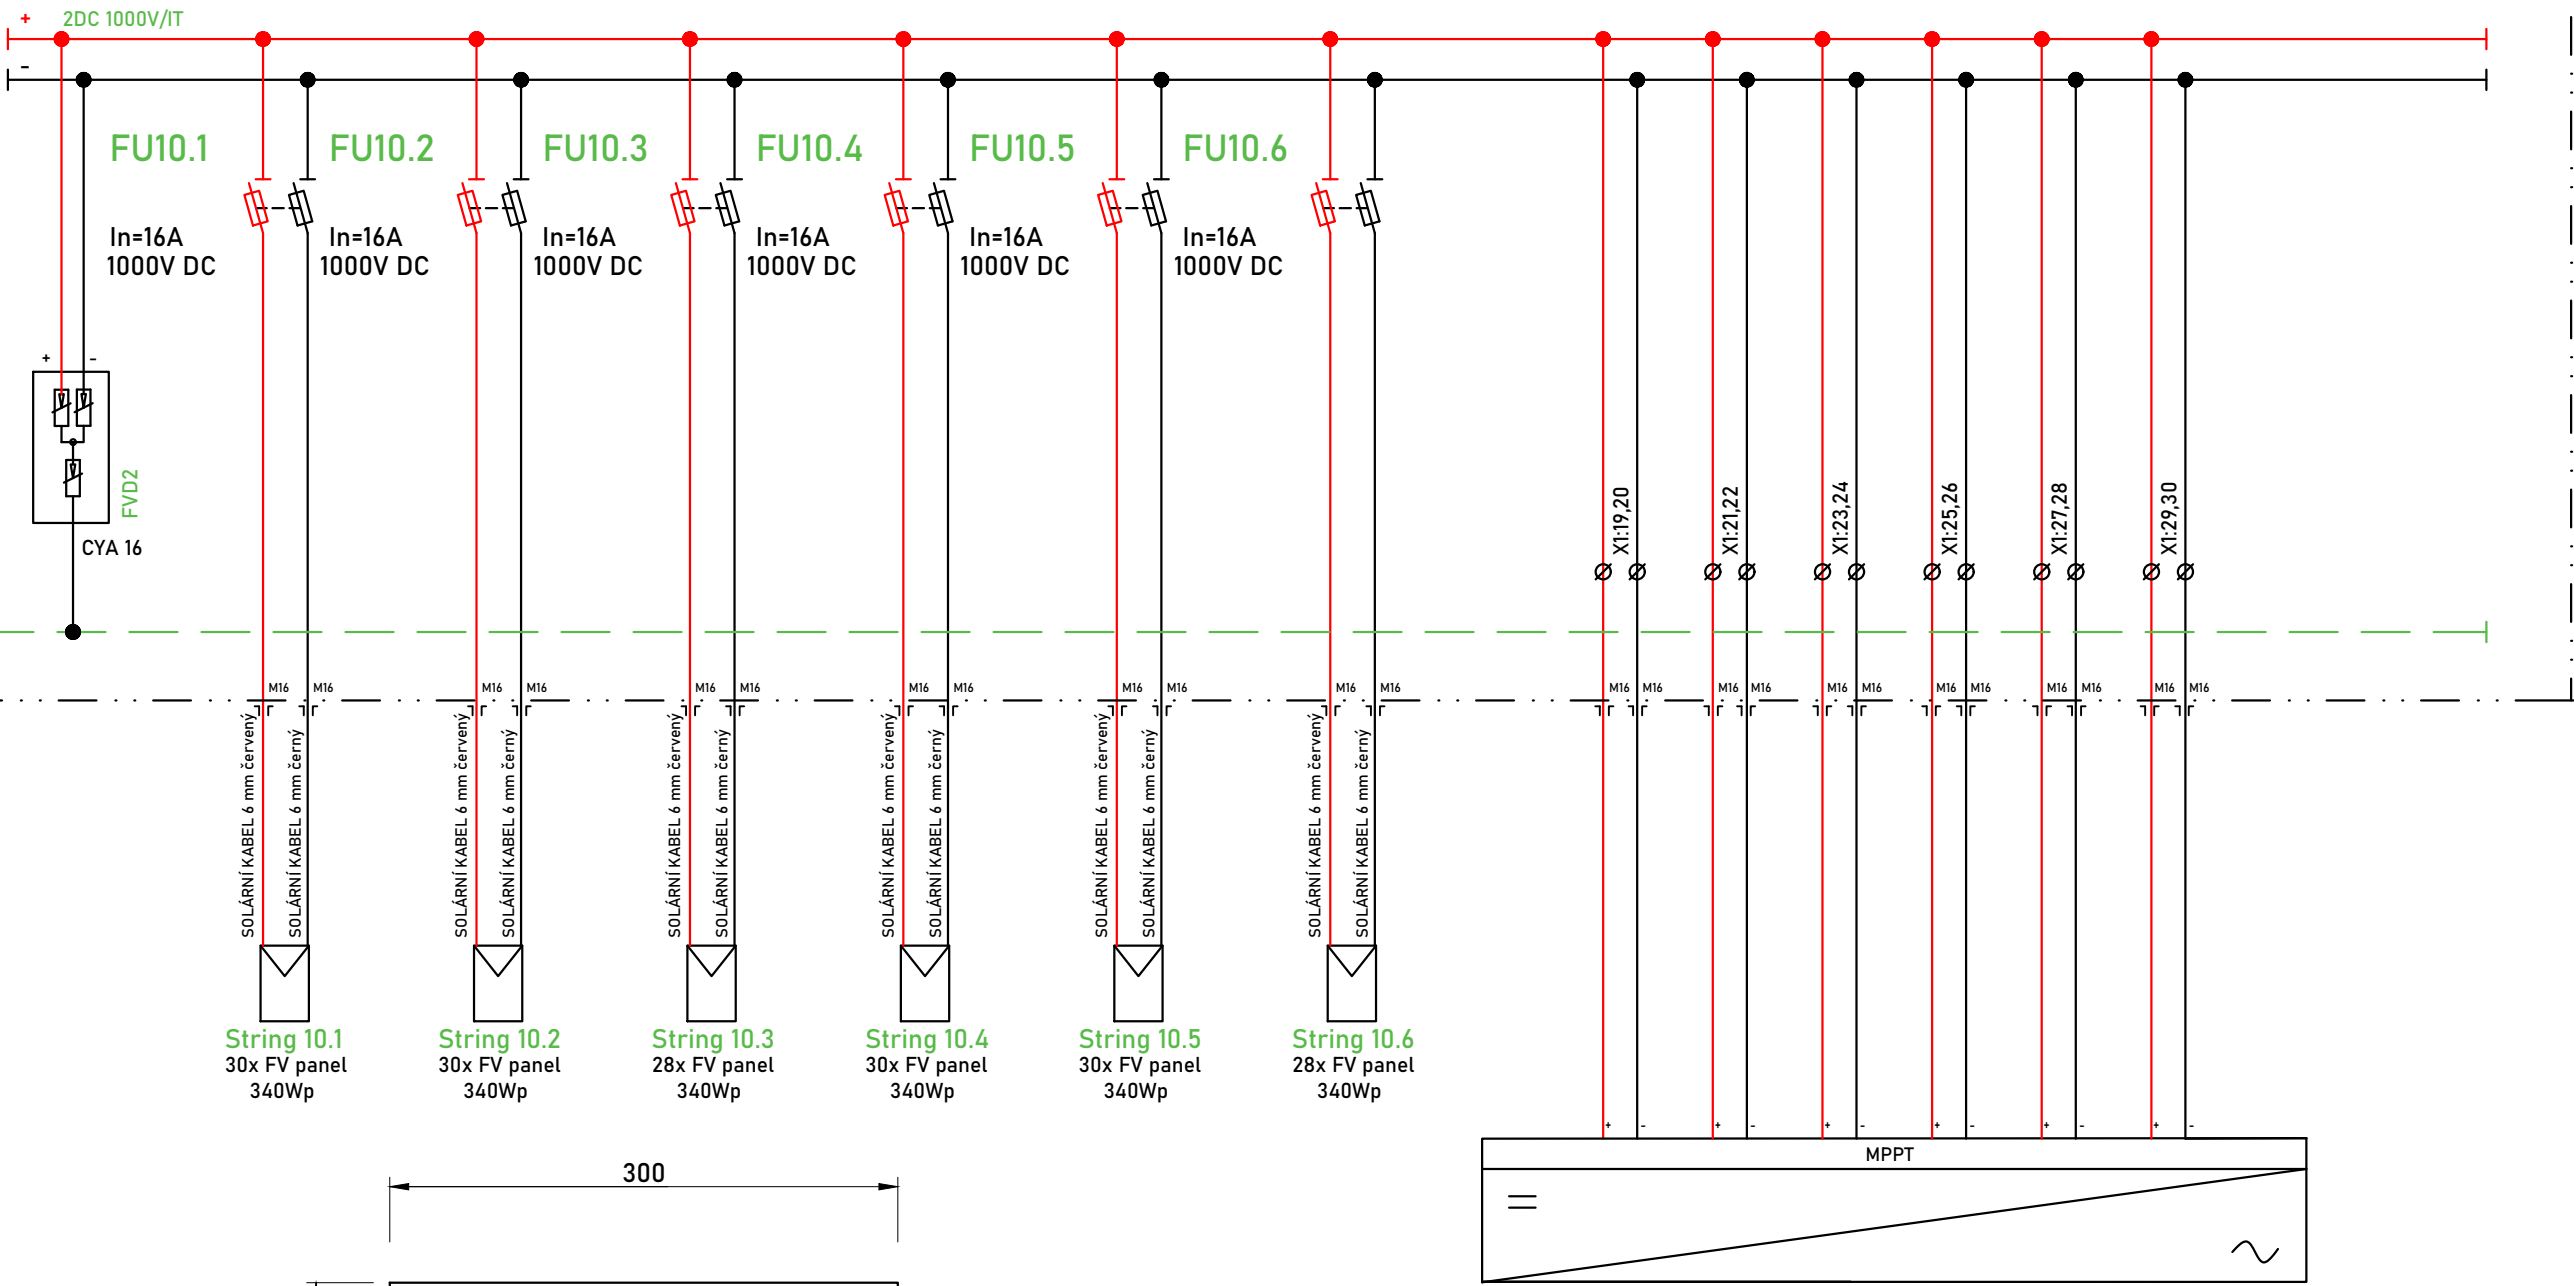 + 2DC 1000V/IT
-
FU10.1 FU10.2 FU10.3 FU10.4 FU10.5 FU10.6
In=16A In=16A In=16A In=16A In=16A In=16A
1000V DC 1000V DC 1000V DC 1000V DC 1000V DC 1000V DC
+ -
FVD2
CYA 16
X1:19,20 X1:21,22 X1:23,24 X1:25,26 X1:27,28 X1:29,30
M16 M16 M16 M16 M16 M16 M16 M16 M16 M16 M16 M16 M16 M16 M16 M16 M16 M16 M16 M16 M16 M16 M16 M16
SOLÁRNÍ KABEL 6 mm červený
SOLÁRNÍ KABEL 6 mm černý
SOLÁRNÍ KABEL 6 mm červený
SOLÁRNÍ KABEL 6 mm černý
SOLÁRNÍ KABEL 6 mm červený
SOLÁRNÍ KABEL 6 mm černý
SOLÁRNÍ KABEL 6 mm červený
SOLÁRNÍ KABEL 6 mm černý
SOLÁRNÍ KABEL 6 mm červený
SOLÁRNÍ KABEL 6 mm černý
SOLÁRNÍ KABEL 6 mm červený
SOLÁRNÍ KABEL 6 mm černý
String 10.1 String 10.2 String 10.3 String 10.4 String 10.5 String 10.6
30x FV panel 30x FV panel 28x FV panel 30x FV panel 30x FV panel 28x FV panel
340Wp 340Wp 340Wp 340Wp 340Wp 340Wp
+ - + - + - + - + - + -
MPPT
300